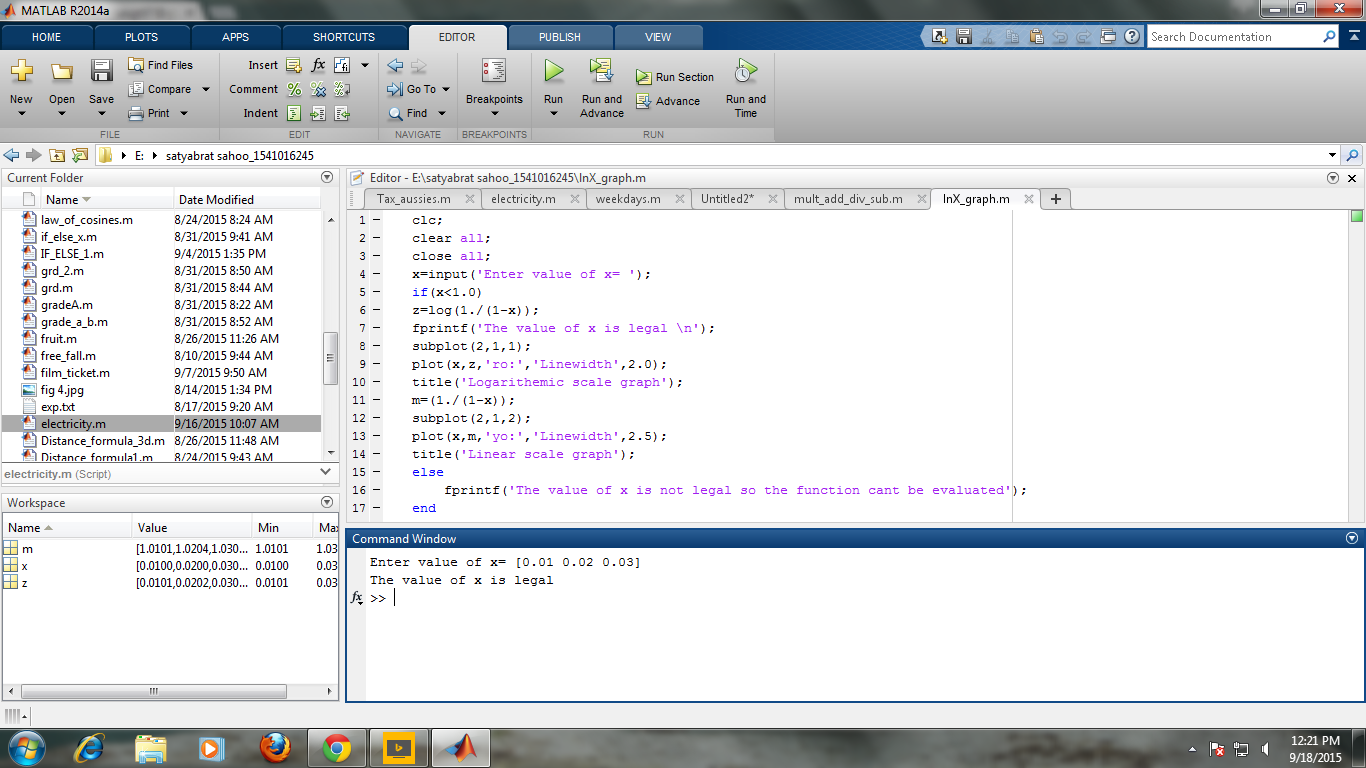 MATLAB R2014a
HOME PLOTS APPS SHORTCUTS EDITOR PUBLISH VIEW
Search Documentation
New Open Save Find Files Compare Print
FILE
Insert fx
Comment
Indent
EDIT
Go To
Find
NAVIGATE
Breakpoints
BREAKPOINTS
Run Run and Advance Run Section Advance Run and Time
RUN
E: satyabrat sahoo_1541016245
Current Folder
Name Date Modified
law_of_cosines.m 8/24/2015 8:24 AM
if_else_x.m 8/31/2015 9:41 AM
IF_ELSE_1.m 9/4/2015 1:35 PM
grd_2.m 8/31/2015 8:50 AM
grd.m 8/31/2015 8:44 AM
gradeA.m 8/31/2015 8:22 AM
grade_a_b.m 8/31/2015 8:52 AM
fruit.m 8/26/2015 11:26 AM
free_fall.m 8/10/2015 9:44 AM
film_ticket.m 9/7/2015 9:50 AM
fig 4.jpg 8/14/2015 1:34 PM
exp.txt 8/17/2015 9:20 AM
electricity.m 9/16/2015 10:07 AM
Distance_formula_3d.m 8/26/2015 11:48 AM
Distance_formula1.m 8/24/2015 9:43 AM
electricity.m (Script)
Workspace
Name Value Min Max
m [1.0101,1.0204,1.030... 1.0101 1.03
x [0.0100,0.0200,0.030... 0.0100 0.03
z [0.0101,0.0202,0.030... 0.0101 0.03
Editor - E:\satyabrat sahoo_1541016245\lnX_graph.m
Tax_aussies.m electricity.m weekdays.m Untitled2* mult_add_div_sub.m lnX_graph.m
1 clc;
2 clear all;
3 close all;
4 x=input('Enter value of x= ');
5 if(x<1.0)
6 z=log(1./(1-x));
7 fprintf('The value of x is legal \n');
8 subplot(2,1,1);
9 plot(x,z,'ro:','Linewidth',2.0);
10 title('Logarithemic scale graph');
11 m=(1./(1-x));
12 subplot(2,1,2);
13 plot(x,m,'yo:','Linewidth',2.5);
14 title('Linear scale graph');
15 else
16 fprintf('The value of x is not legal so the function cant be evaluated');
17 end
Command Window
Enter value of x= [0.01 0.02 0.03]
The value of x is legal
fx >>
12:21 PM
9/18/2015